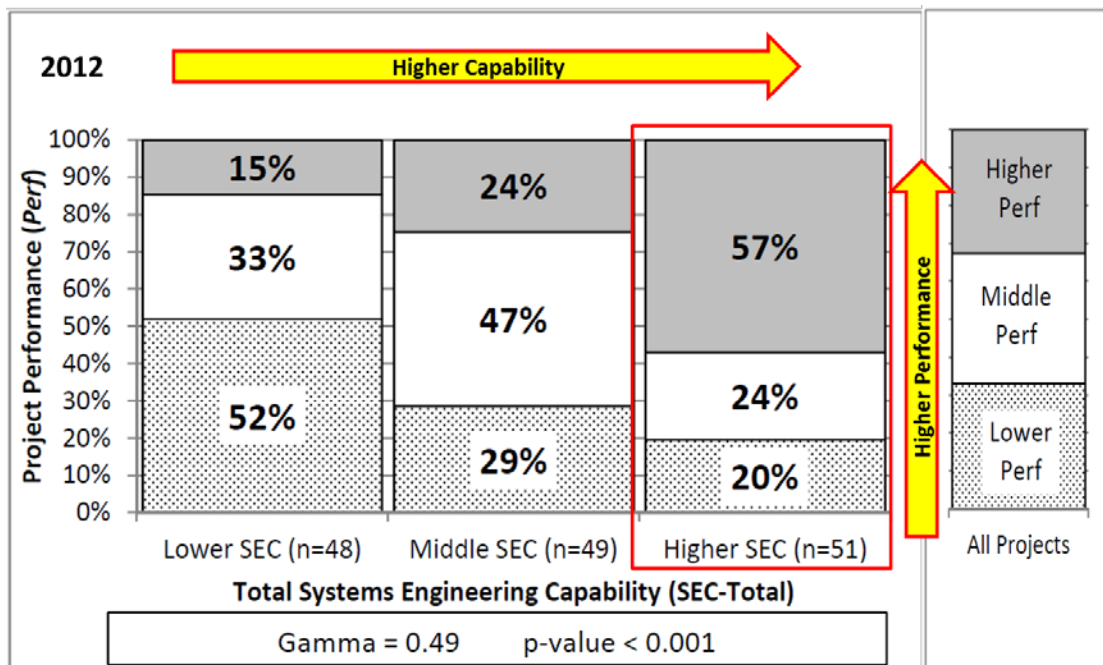 2012
Higher Capability
Project Performance (Perf)
100%
90%
80%
70%
60%
50%
40%
30%
20%
10%
0%
15%
33%
52%
24%
47%
29%
57%
24%
20%
Lower SEC (n=48)
Middle SEC (n=49)
Higher SEC (n=51)
Total Systems Engineering Capability (SEC-Total)
Gamma = 0.49 p-value < 0.001
Higher Performance
Higher
Perf
Middle
Perf
Lower
Perf
All Projects